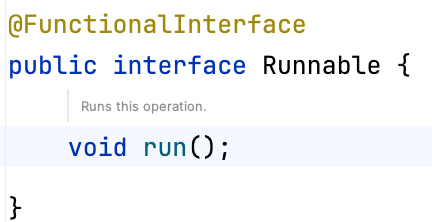 @FunctionalInterface
public interface Runnable {
Runs this operation.
void run();
}